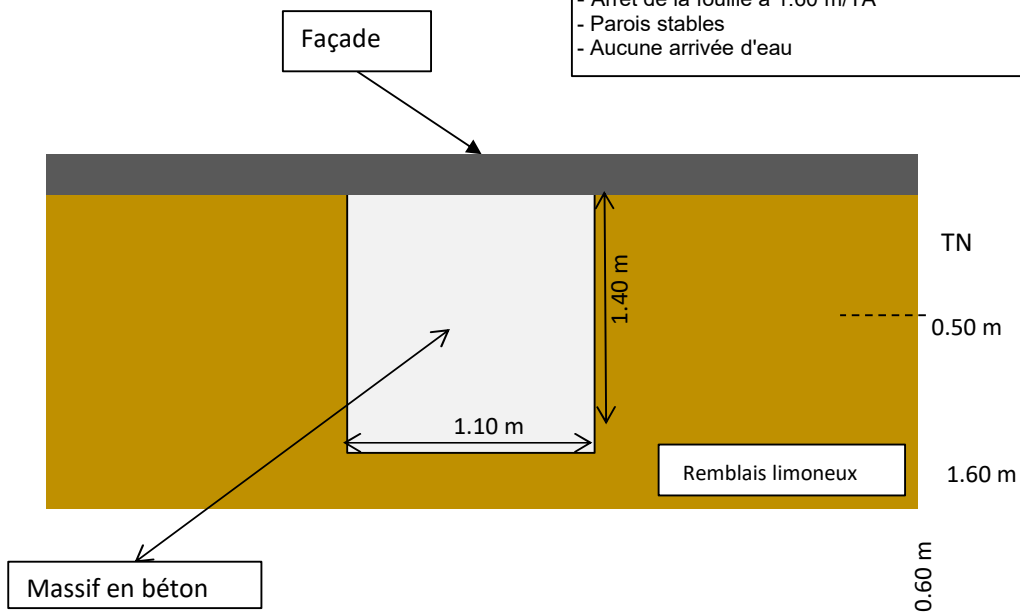 - Arrêt de la fouille à 1.60 m/TA
- Parois stables
- Aucune arrivée d'eau
Façade
TN
1.40 m
0.50 m
1.10 m
Remblais limoneux
1.60 m
0.60 m
Massif en béton